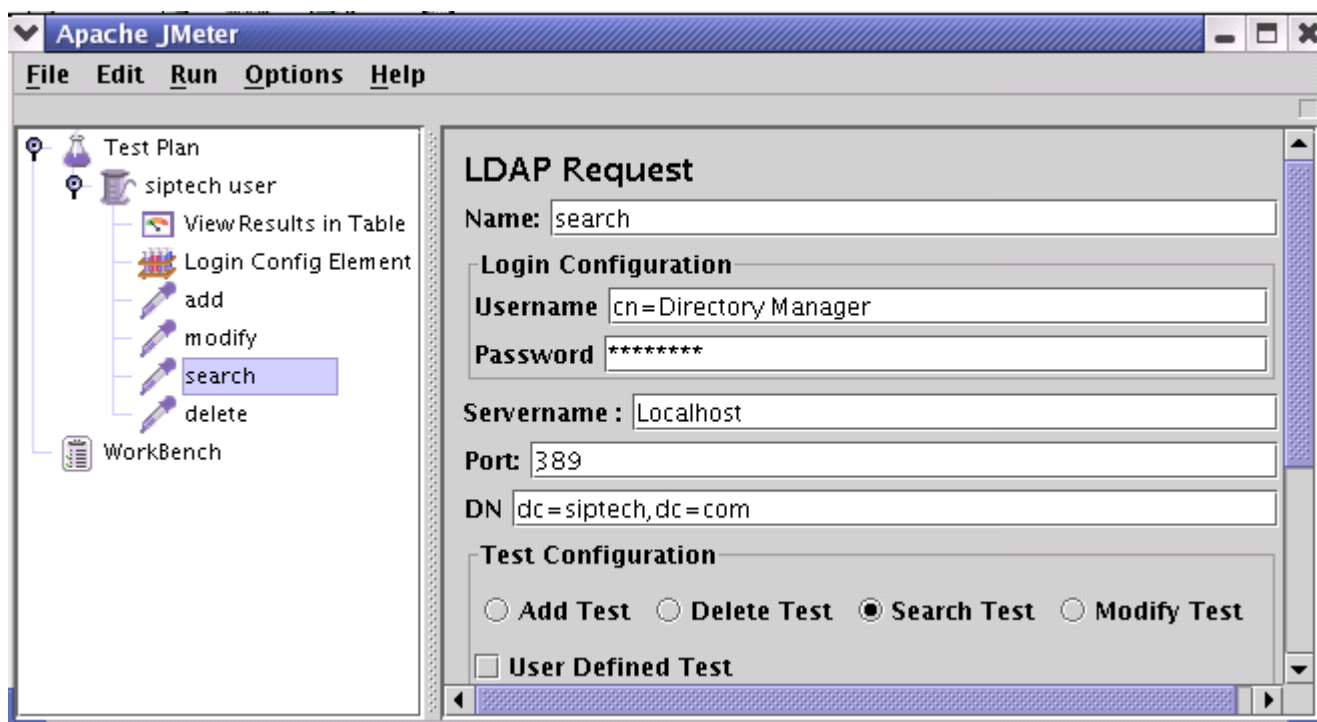 Apache JMeter
File Edit Run Options Help
Test Plan
siptech user
View Results in Table
Login Config Element
add
modify
search
delete
WorkBench
LDAP Request
Name: search
Login Configuration
Username cn=Directory Manager
Password ********
Servername : Localhost
Port: 389
DN dc=siptech,dc=com
Test Configuration
Add Test Delete Test Search Test Modify Test
User Defined Test